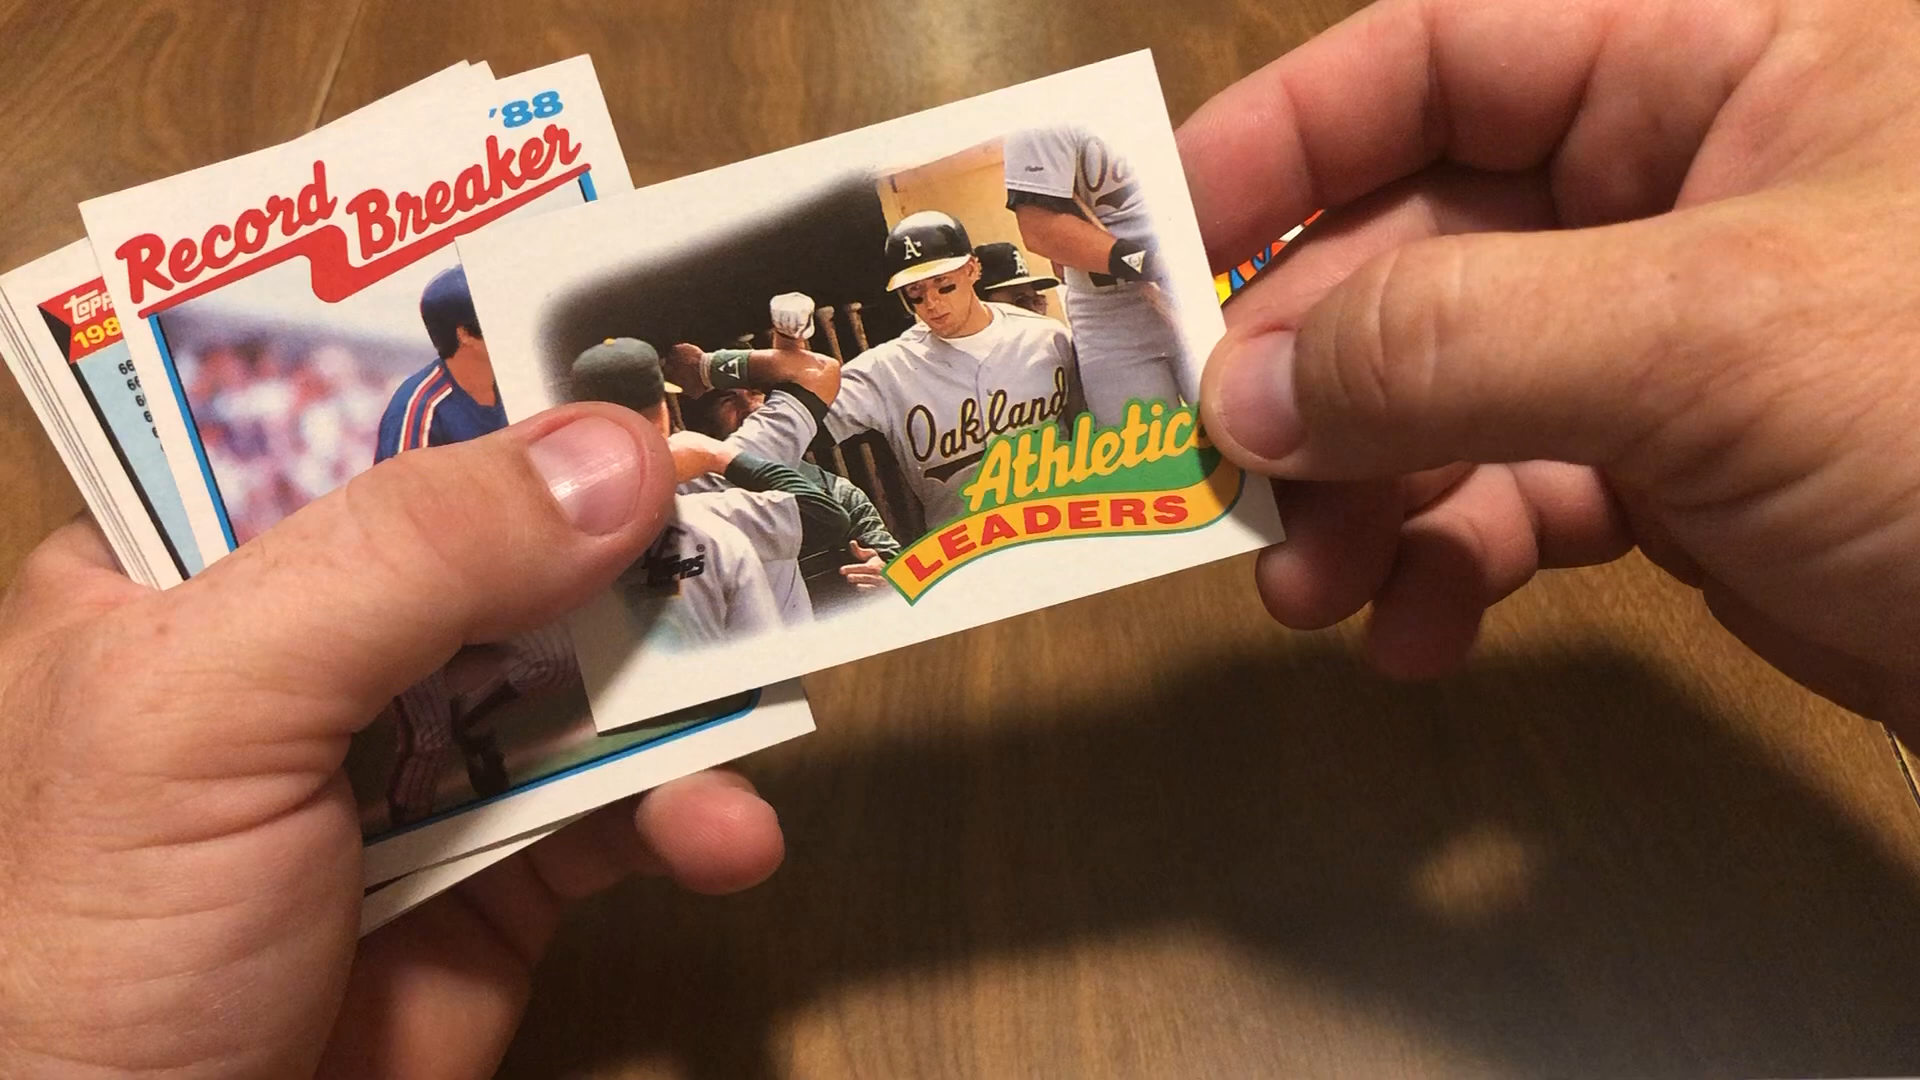 '88
Record Breaker
Topps
198
A's
Oakland
Athletics
LEADERS
Topps®